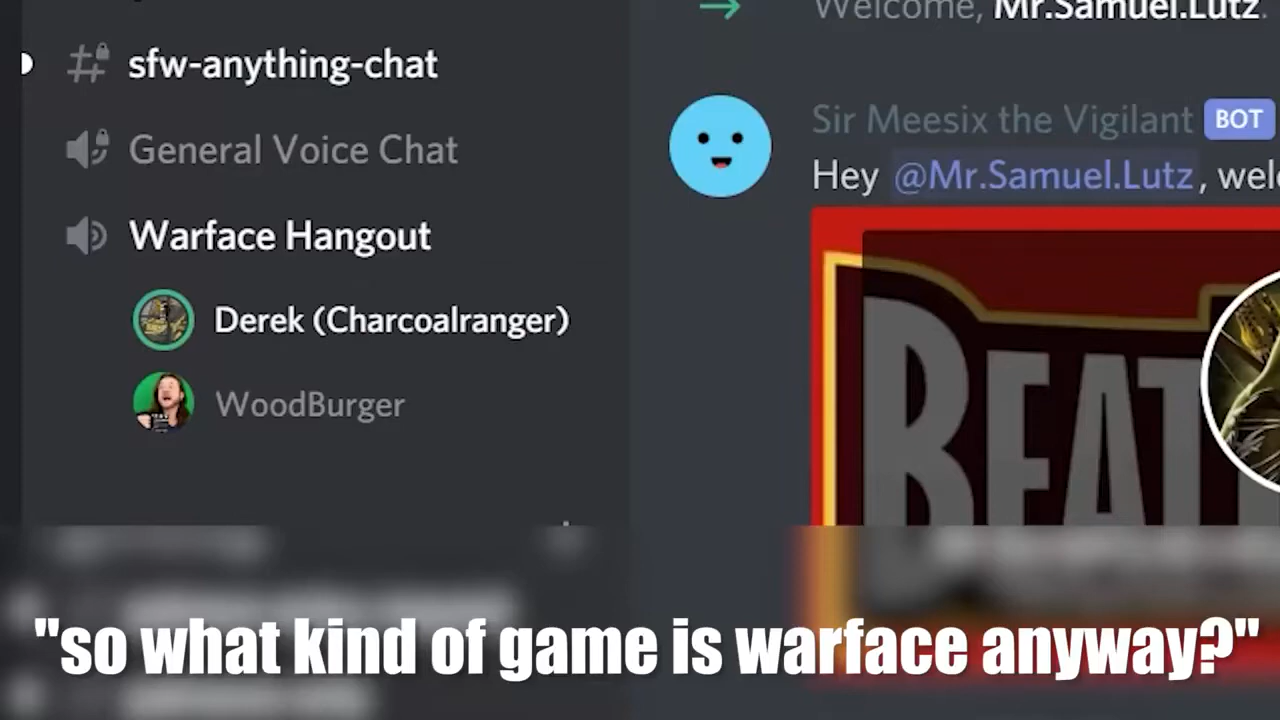 sfw-anything-chat
General Voice Chat
Warface Hangout
Derek (Charcoalranger)
WoodBurger
Welcome, Mr.Samuel.Lutz.
Sir Meesix the Vigilant BOT
Hey @Mr.Samuel.Lutz,
BEAT
"so what kind of game is warface anyway?"